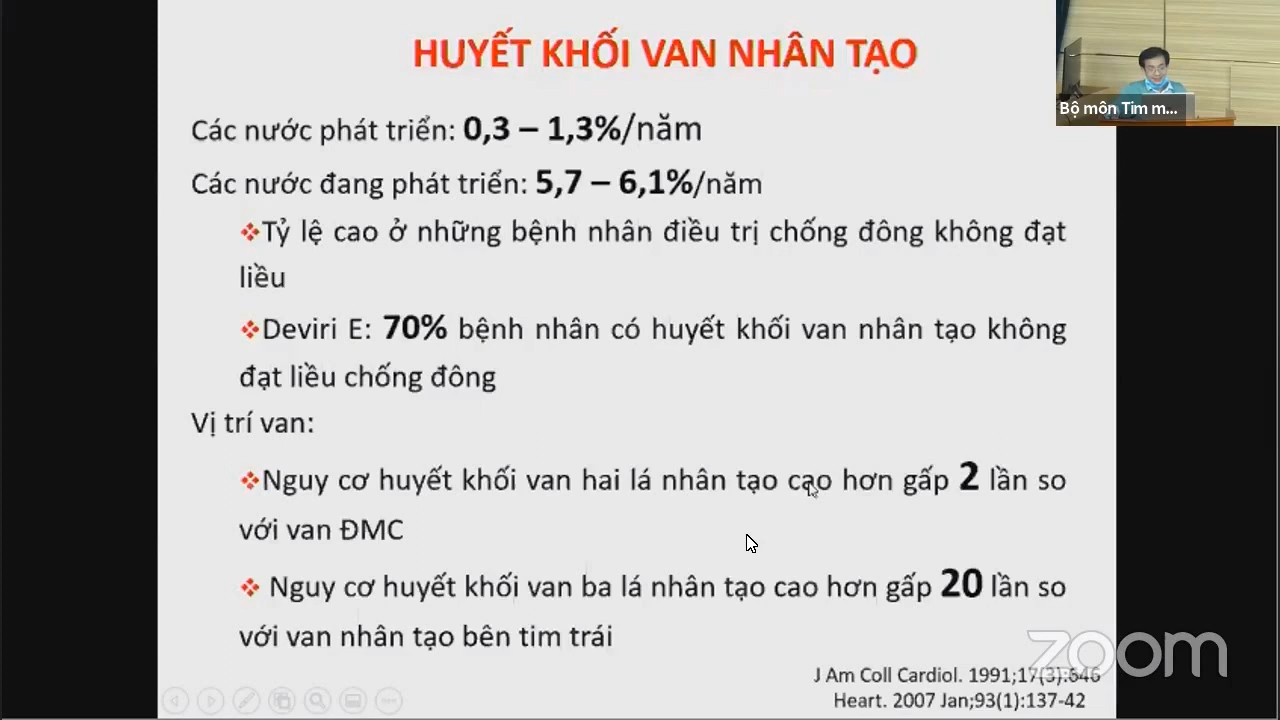 HUYẾT KHỐI VAN NHÂN TẠO
Bộ môn Tim m...
Các nước phát triển: 0,3 – 1,3%/năm
Các nước đang phát triển: 5,7 – 6,1%/năm
❖Tỷ lệ cao ở những bệnh nhân điều trị chống đông không đạt
liều
❖Deviri E: 70% bệnh nhân có huyết khối van nhân tạo không
đạt liều chống đông
Vị trí van:
❖Nguy cơ huyết khối van hai lá nhân tạo cao hơn gấp 2 lần so
với van ĐMC
❖ Nguy cơ huyết khối van ba lá nhân tạo cao hơn gấp 20 lần so
với van nhân tạo bên tim trái
zoom
J Am Coll Cardiol. 1991;17(3):646
Heart. 2007 Jan;93(1):137-42